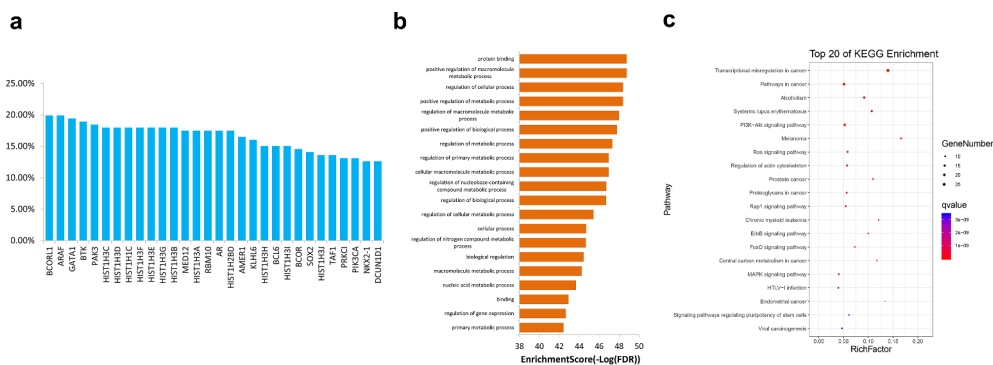 a
25.00%
20.00%
15.00%
10.00%
5.00%
0.00%
BCORL1
ARAF
GATA1
BTK
PAK3
HIST1H3C
HIST1H3D
HIST1H1C
HIST1H3F
HIST1H3E
HIST1H3G
HIST1H3B
MED12
HIST1H3A
RBM10
AR
HIST1H2BD
AMER1
KLHL6
HIST1H3H
BCL6
HIST1H3I
BCOR
SOX2
HIST1H3J
TAF1
PRKCI
PIK3CA
NKX2-1
DCUN1D1
b
protein binding
positive regulation of macromolecule
metabolic process
regulation of cellular process
positive regulation of metabolic process
regulation of macromolecule metabolic
process
positive regulation of biological process
regulation of metabolic process
regulation of primary metabolic process
cellular macromolecule metabolic process
regulation of nucleobase-containing
compound metabolic process
regulation of biological process
regulation of cellular metabolic process
cellular process
regulation of nitrogen compound metabolic
process
biological regulation
macromolecule metabolic process
nucleic acid metabolic process
binding
regulation of gene expression
primary metabolic process
38 40 42 44 46 48 50
EnrichmentScore(-Log(FDR))
c
Top 20 of KEGG Enrichment
Pathway
Transcriptional misregulation in cancer
Pathways in cancer
Alcoholism
Systemic lupus erythematosus
PI3K-Akt signaling pathway
Melanoma
Ras signaling pathway
Regulation of actin cytoskeleton
Prostate cancer
Proteoglycans in cancer
Rap1 signaling pathway
Chronic myeloid leukemia
ErbB signaling pathway
FoxO signaling pathway
Central carbon metabolism in cancer
MAPK signaling pathway
HTLV-I infection
Endometrial cancer
Signaling pathways regulating pluripotency of stem cells
Viral carcinogenesis
0.00 0.05 0.10 0.15 0.20
RichFactor
GeneNumber
10
15
20
25
qvalue
3e-09
2e-09
1e-09